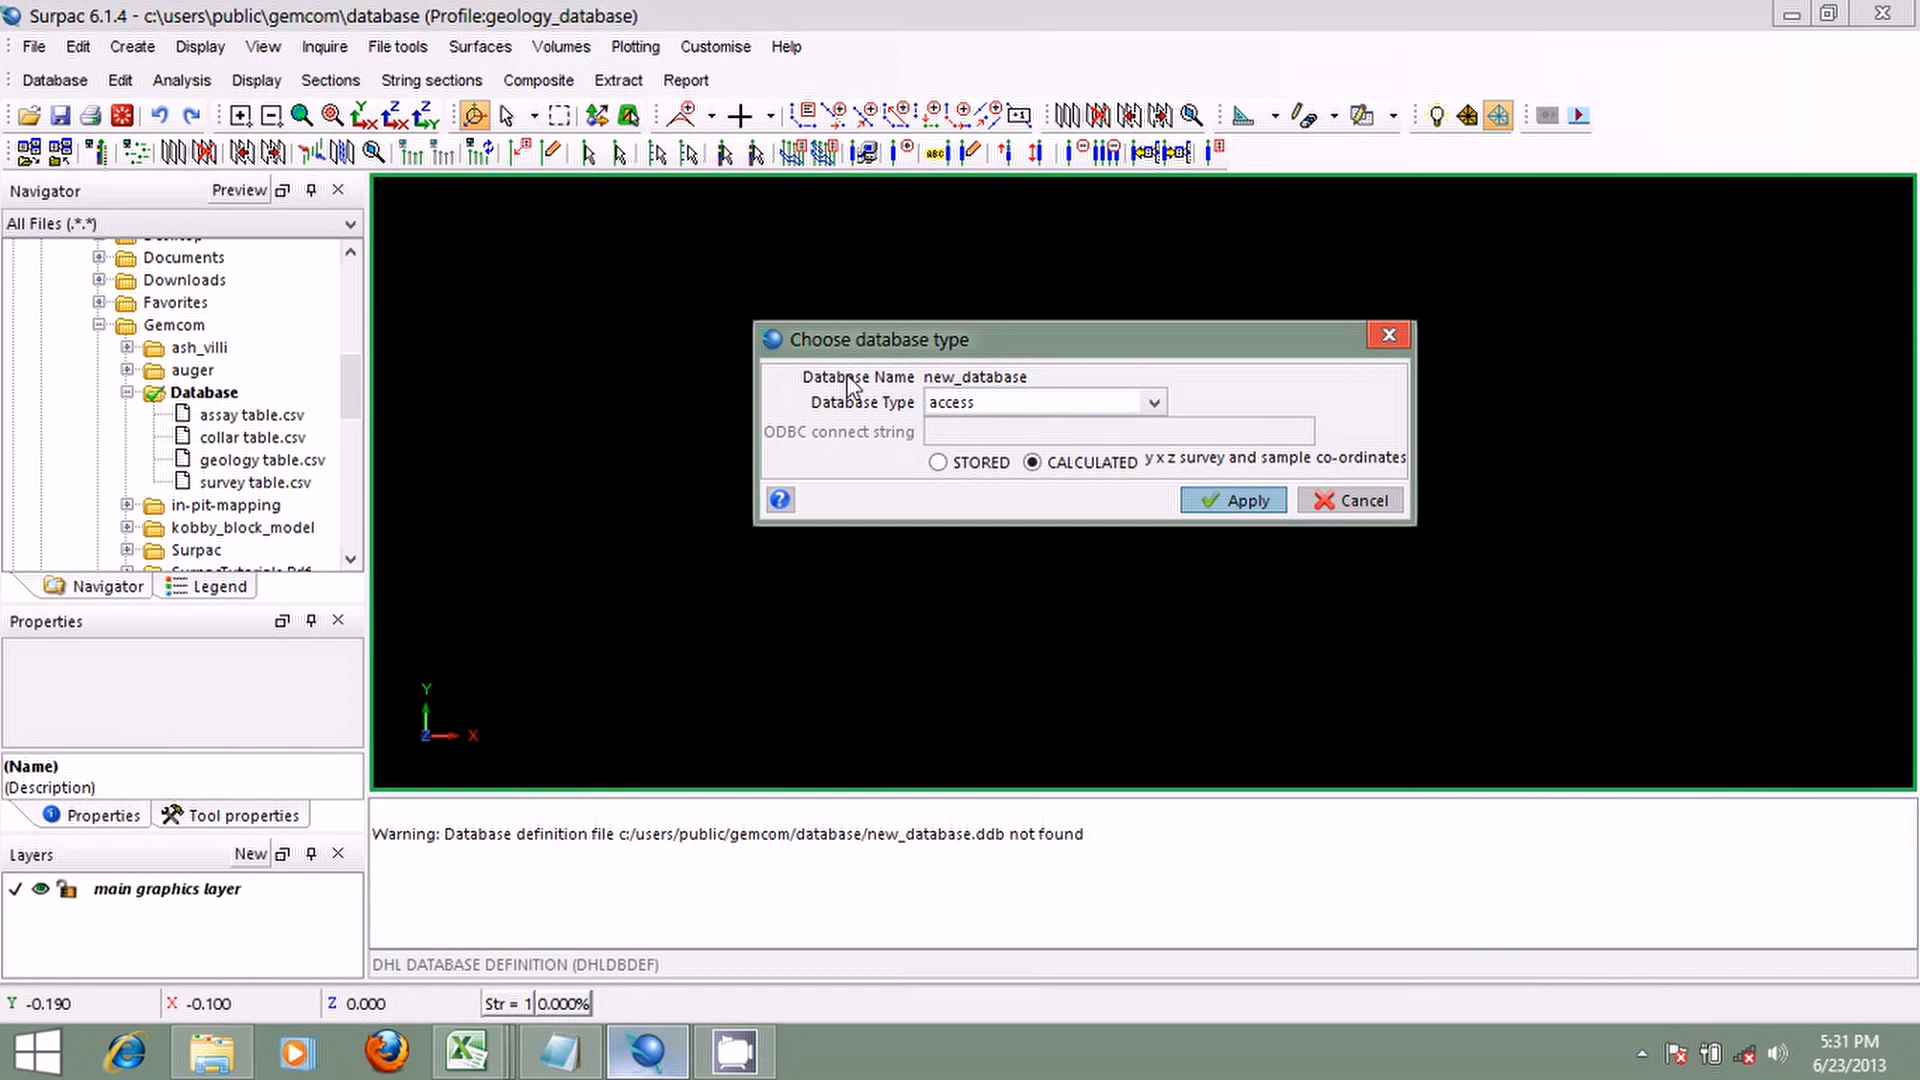 Surpac 6.1.4 - c:\users\public\gemcom\database (Profile:geology_database)
File Edit Create Display View Inquire File tools Surfaces Volumes Plotting Customise Help
Database Edit Analysis Display Sections String sections Composite Extract Report
Navigator Preview
All Files (.*.*)
Documents
Downloads
Favorites
Gemcom
ash_villi
auger
Database
assay table.csv
collar table.csv
geology table.csv
survey table.csv
in-pit-mapping
kobby_block_model
Surpac
Navigator Legend
Properties
(Name)
(Description)
Properties Tool properties
Layers New
main graphics layer
Choose database type
Database Name new_database
Database Type access
ODBC connect string
STORED CALCULATED y x z survey and sample co-ordinates
Apply Cancel
Y
Z X
Warning: Database definition file c:/users/public/gemcom/database/new_database.ddb not found
DHL DATABASE DEFINITION (DHLDBDEF)
Y -0.190 X -0.100 Z 0.000 Str = 1 0.000%
5:31 PM
6/23/2013